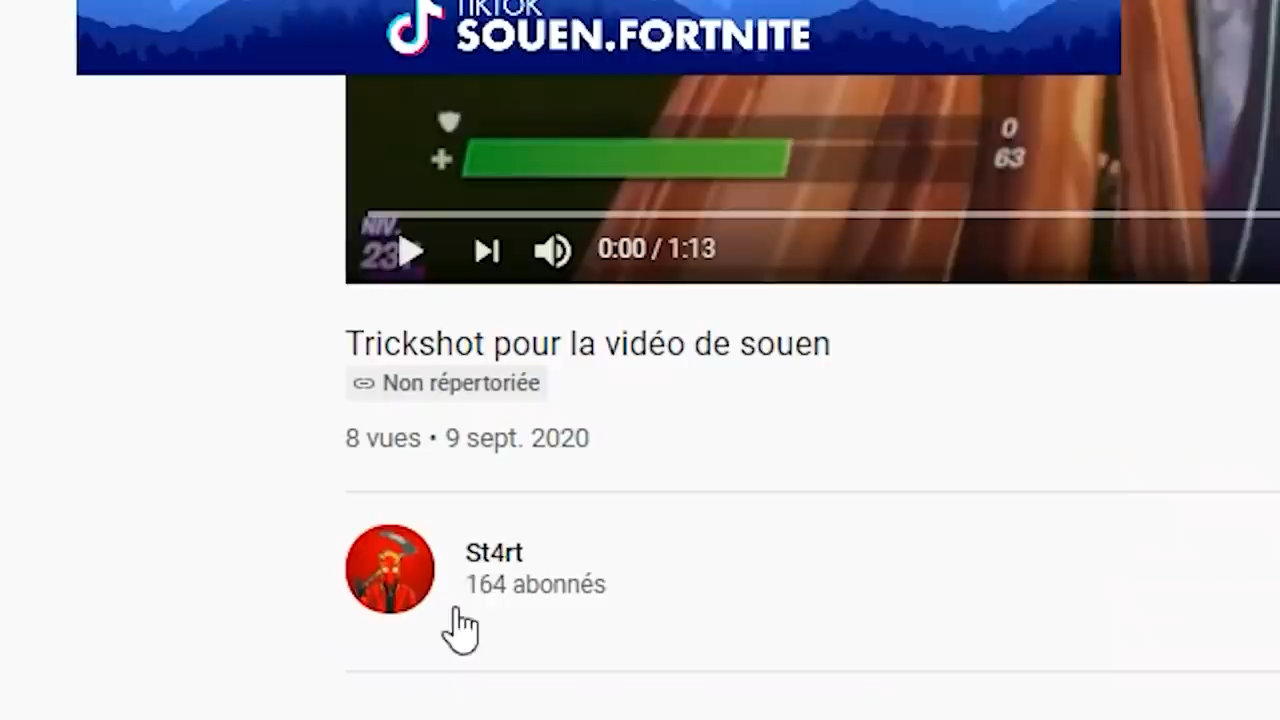 TIKTOK
SOUEN.FORTNITE
0
63
NIV.
23
0:00 / 1:13
Trickshot pour la vidéo de souen
Non répertoriée
8 vues • 9 sept. 2020
St4rt
164 abonnés